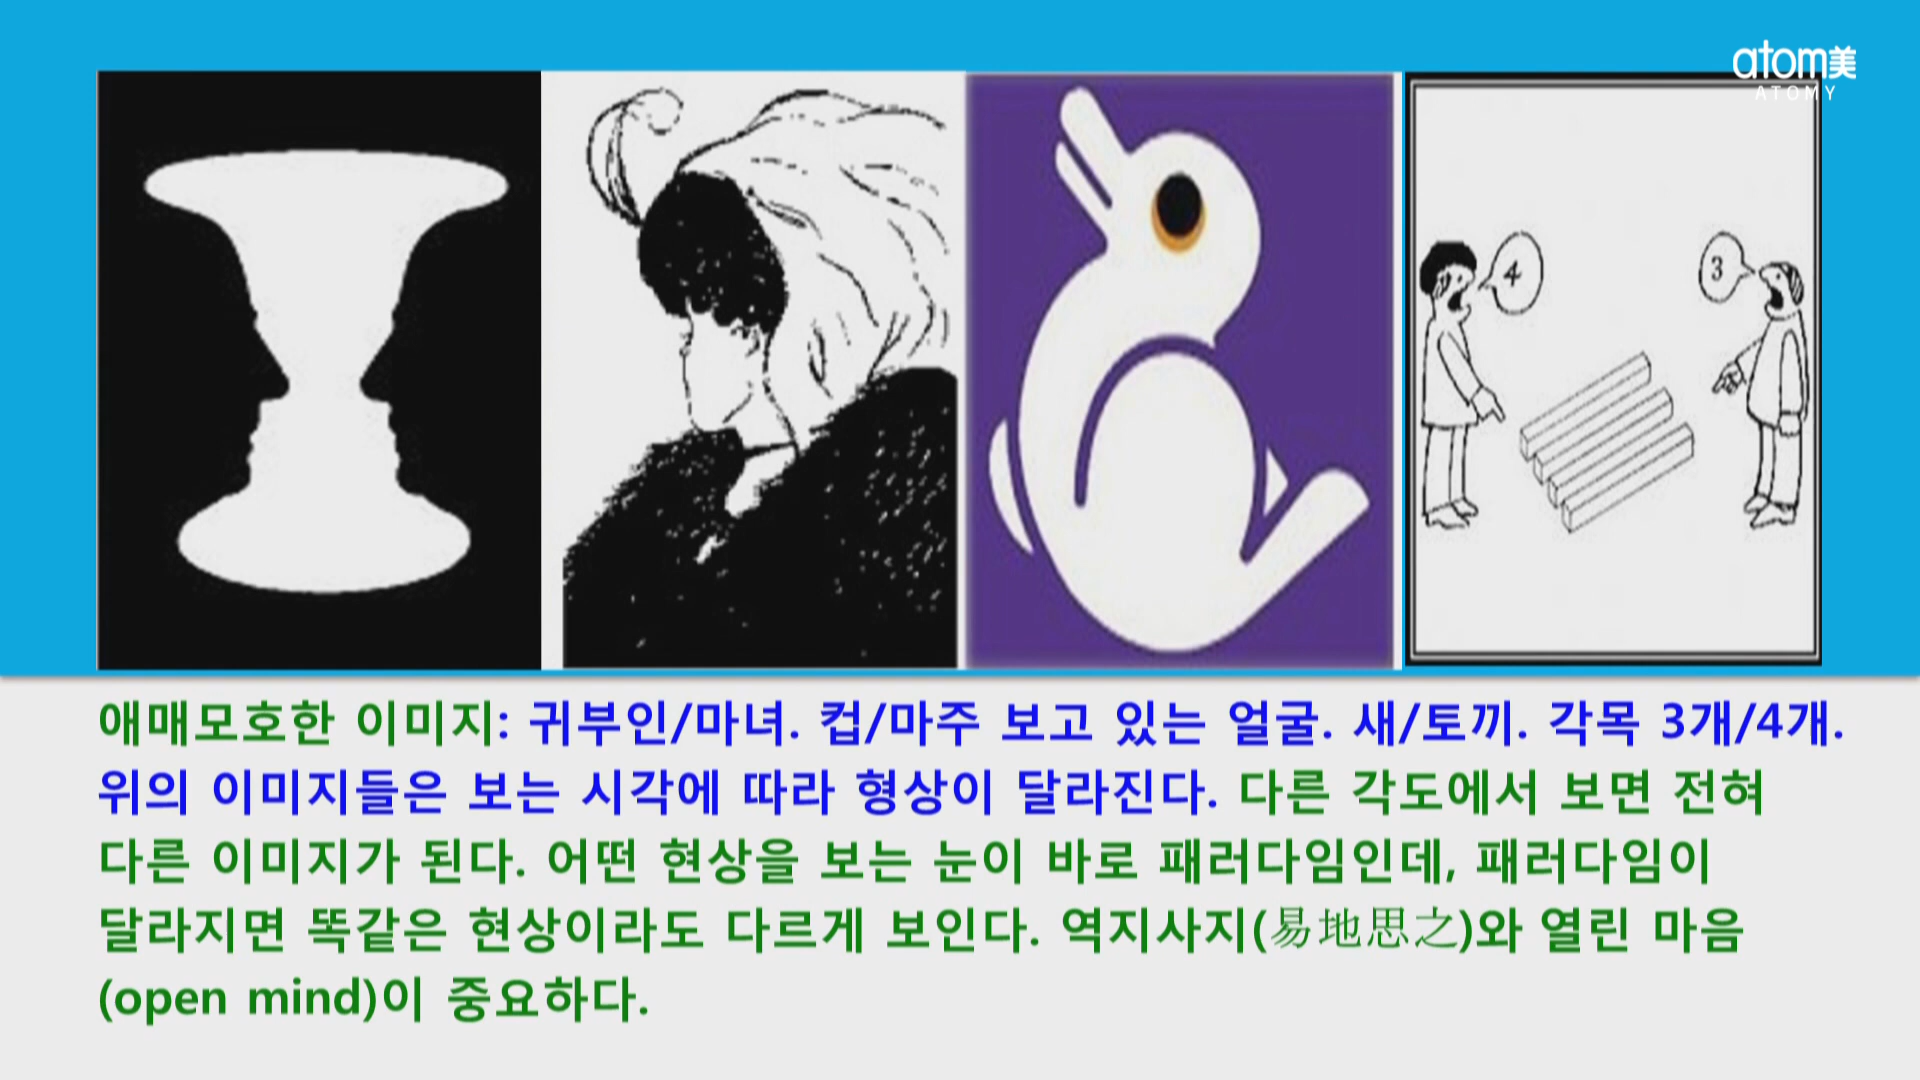 atom美
ATOMY
4
3
애매모호한 이미지: 귀부인/마녀. 컵/마주 보고 있는 얼굴. 새/토끼. 각목 3개/4개.
위의 이미지들은 보는 시각에 따라 형상이 달라진다. 다른 각도에서 보면 전혀
다른 이미지가 된다. 어떤 현상을 보는 눈이 바로 패러다임인데, 패러다임이
달라지면 똑같은 현상이라도 다르게 보인다. 역지사지(易地思之)와 열린 마음
(open mind)이 중요하다.